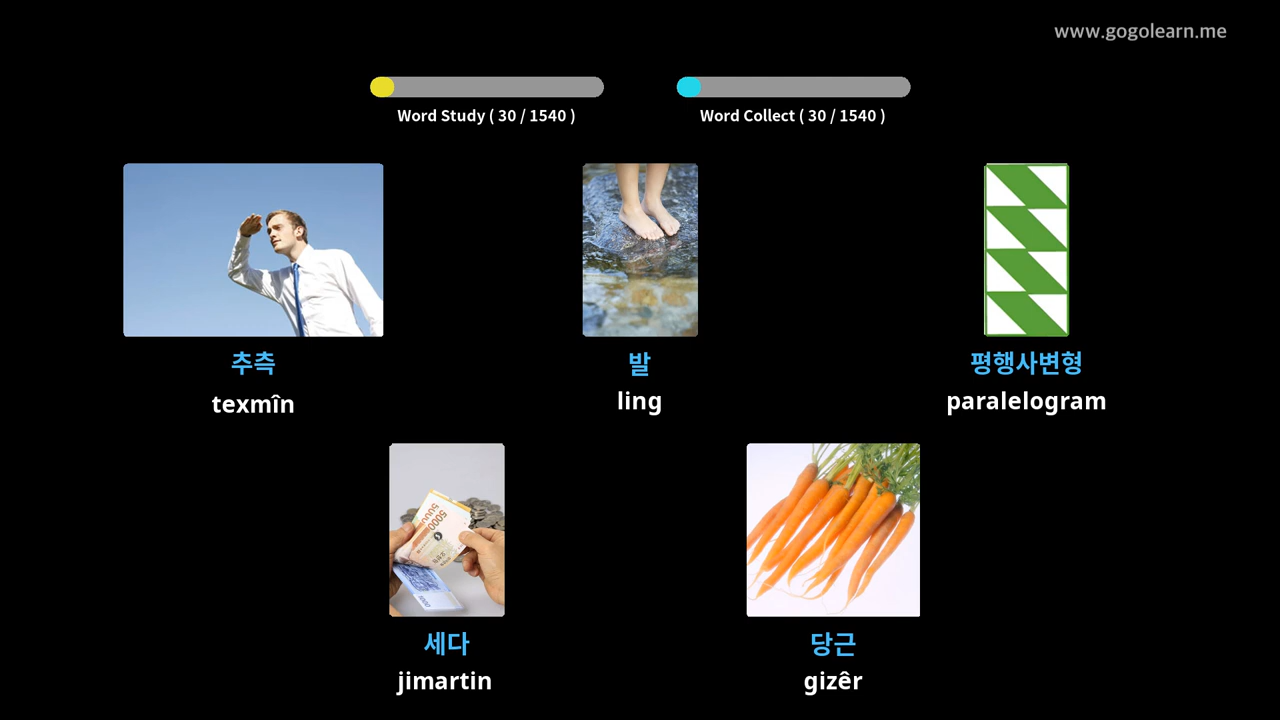 www.gogolearn.me
Word Study ( 30 / 1540 )
Word Collect ( 30 / 1540 )
추측
texmîn
발
ling
평행사변형
paralelogram
5000
세다
jimartin
당근
gizêr